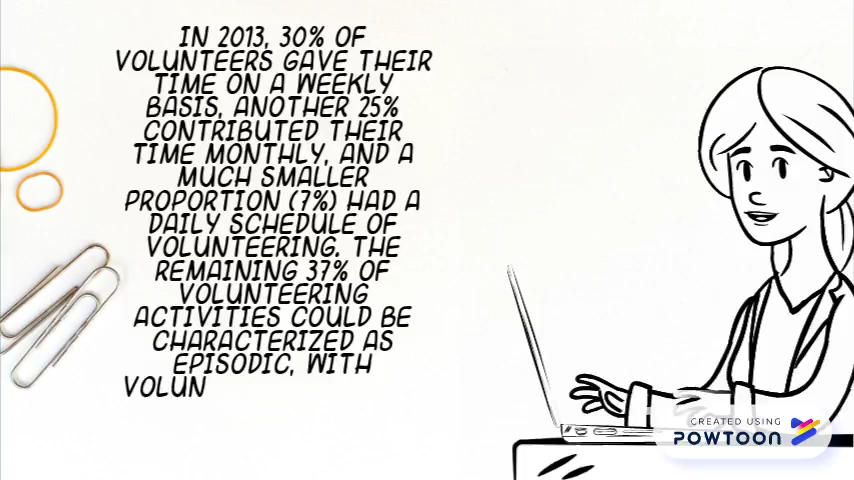 IN 2013, 30% OF
VOLUNTEERS GAVE THEIR
TIME ON A WEEKLY
BASIS, ANOTHER 25%
CONTRIBUTED THEIR
TIME MONTHLY, AND A
MUCH SMALLER
PROPORTION (7%) HAD A
DAILY SCHEDULE OF
VOLUNTEERING. THE
REMAINING 37% OF
VOLUNTEERING
ACTIVITIES COULD BE
CHARACTERIZED AS
EPISODIC, WITH
VOLUN
CREATED USING
POWTOON